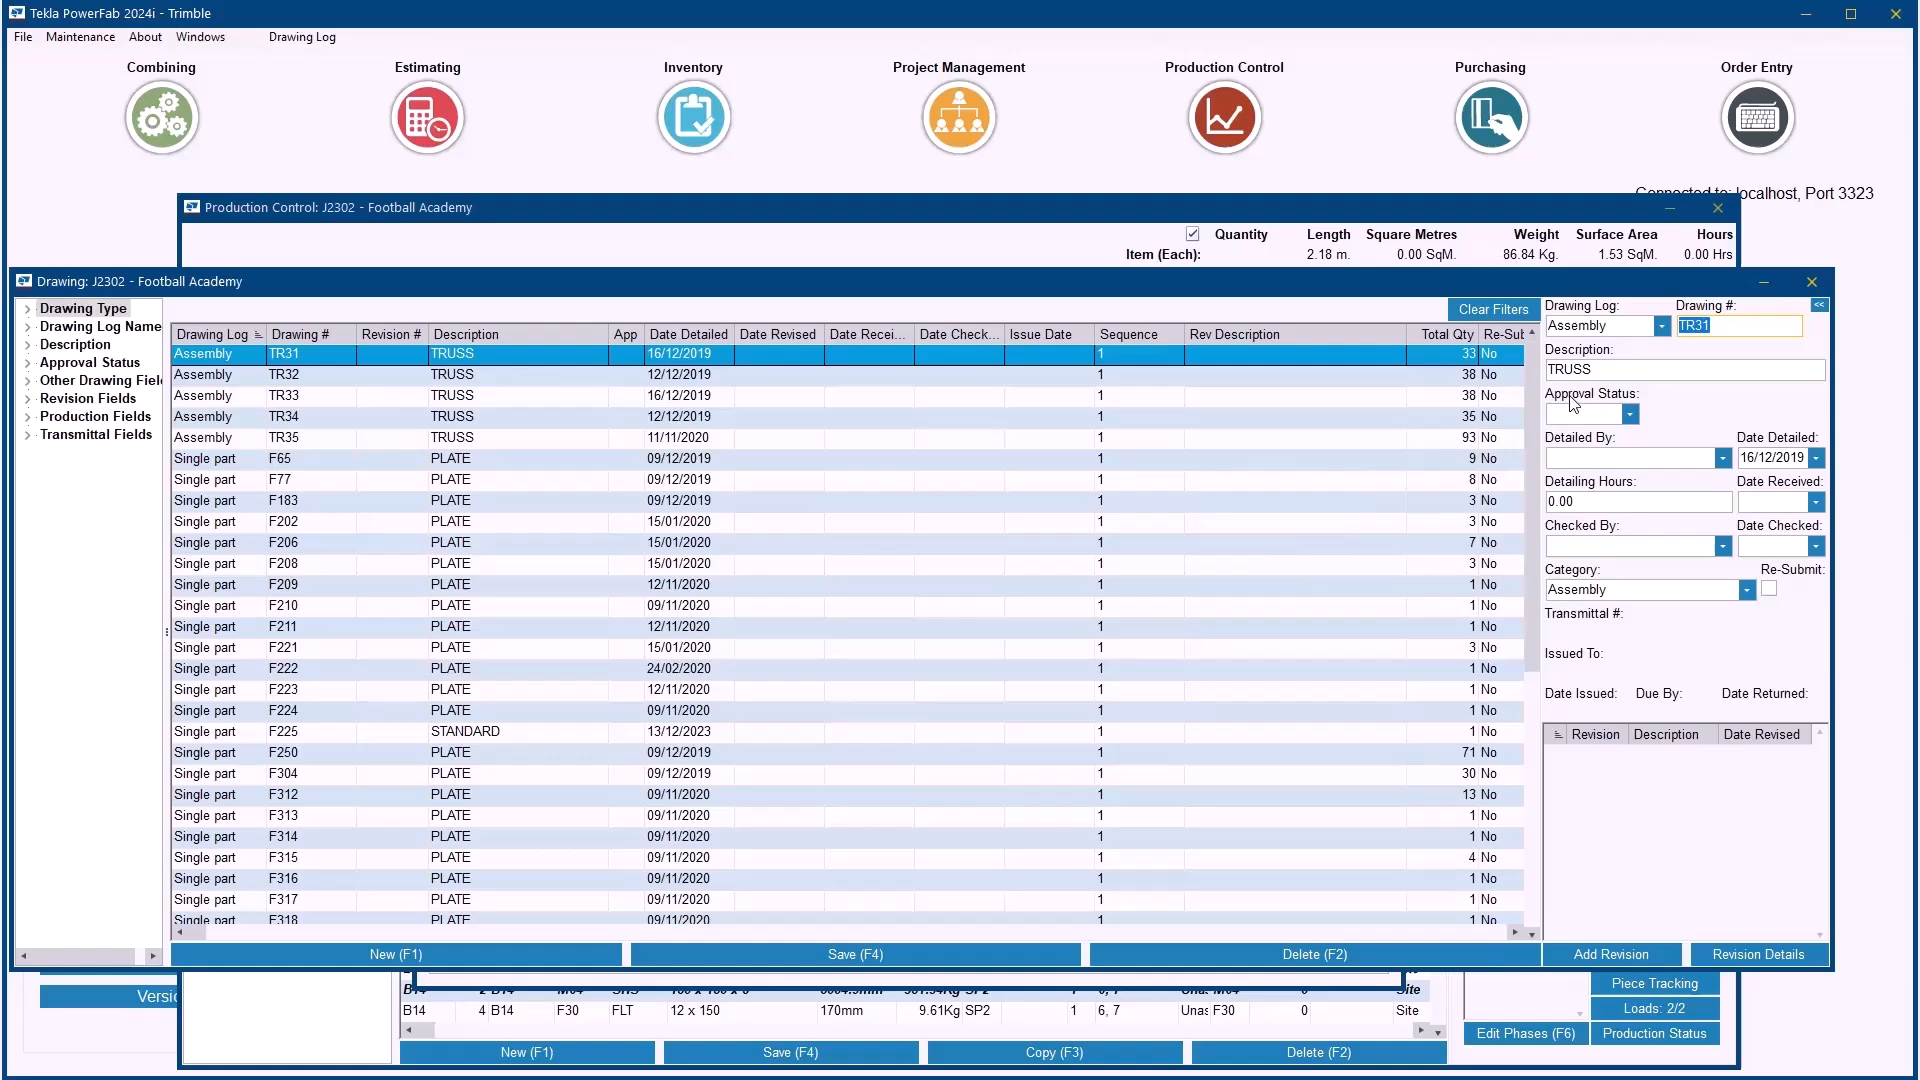 Tekla PowerFab 2024i - Trimble
File Maintenance About Windows Drawing Log
Combining Estimating Inventory Project Management Production Control Purchasing Order Entry
localhost, Port 3323
Production Control: J2302 - Football Academy
Quantity Length Square Metres Weight Surface Area Hours
Item (Each): 2.18 m. 0.00 SqM. 86.84 Kg. 1.53 SqM. 0.00 Hrs
Drawing: J2302 - Football Academy
Drawing Type
Drawing Log Name
Description
Approval Status
Other Drawing Fiel
Revision Fields
Production Fields
Transmittal Fields
Clear Filters
Drawing Log Drawing # Revision # Description App Date Detailed Date Revised Date Recei... Date Check... Issue Date Sequence Rev Description Total Qty Re-Sub
Assembly TR31 TRUSS 16/12/2019 1 33 No
Assembly TR32 TRUSS 12/12/2019 1 38 No
Assembly TR33 TRUSS 16/12/2019 1 38 No
Assembly TR34 TRUSS 12/12/2019 1 35 No
Assembly TR35 TRUSS 11/11/2020 1 93 No
Single part F65 PLATE 09/12/2019 1 9 No
Single part F77 PLATE 09/12/2019 1 8 No
Single part F183 PLATE 09/12/2019 1 3 No
Single part F202 PLATE 15/01/2020 1 3 No
Single part F206 PLATE 15/01/2020 1 7 No
Single part F208 PLATE 15/01/2020 1 3 No
Single part F209 PLATE 12/11/2020 1 1 No
Single part F210 PLATE 09/11/2020 1 1 No
Single part F211 PLATE 12/11/2020 1 1 No
Single part F221 PLATE 15/01/2020 1 3 No
Single part F222 PLATE 24/02/2020 1 1 No
Single part F223 PLATE 12/11/2020 1 1 No
Single part F224 PLATE 09/11/2020 1 1 No
Single part F225 STANDARD 13/12/2023 1 1 No
Single part F250 PLATE 09/12/2019 1 71 No
Single part F304 PLATE 09/12/2019 1 30 No
Single part F312 PLATE 09/11/2020 1 13 No
Single part F313 PLATE 09/11/2020 1 1 No
Single part F314 PLATE 09/11/2020 1 1 No
Single part F315 PLATE 09/11/2020 1 4 No
Single part F316 PLATE 09/11/2020 1 1 No
Single part F317 PLATE 09/11/2020 1 1 No
Single part F318 PLATE 09/11/2020 1 1 No
New (F1) Save (F4) Delete (F2)
Drawing Log: Drawing #: <<
Assembly TR31
Description:
TRUSS
Approval Status:
Detailed By: Date Detailed:
16/12/2019
Detailing Hours: Date Received:
0.00
Checked By: Date Checked:
Category: Re-Submit:
Assembly
Transmittal #:
Issued To:
Date Issued: Due By: Date Returned:
Revision Description Date Revised
Add Revision Revision Details
Versic
B14 4 B14 F30 FLT 12 x 150 170mm 9.61Kg SP2 1 6, 7 Unas F30 0 Site
New (F1) Save (F4) Copy (F3) Delete (F2)
Piece Tracking
Loads: 2/2
Edit Phases (F6) Production Status